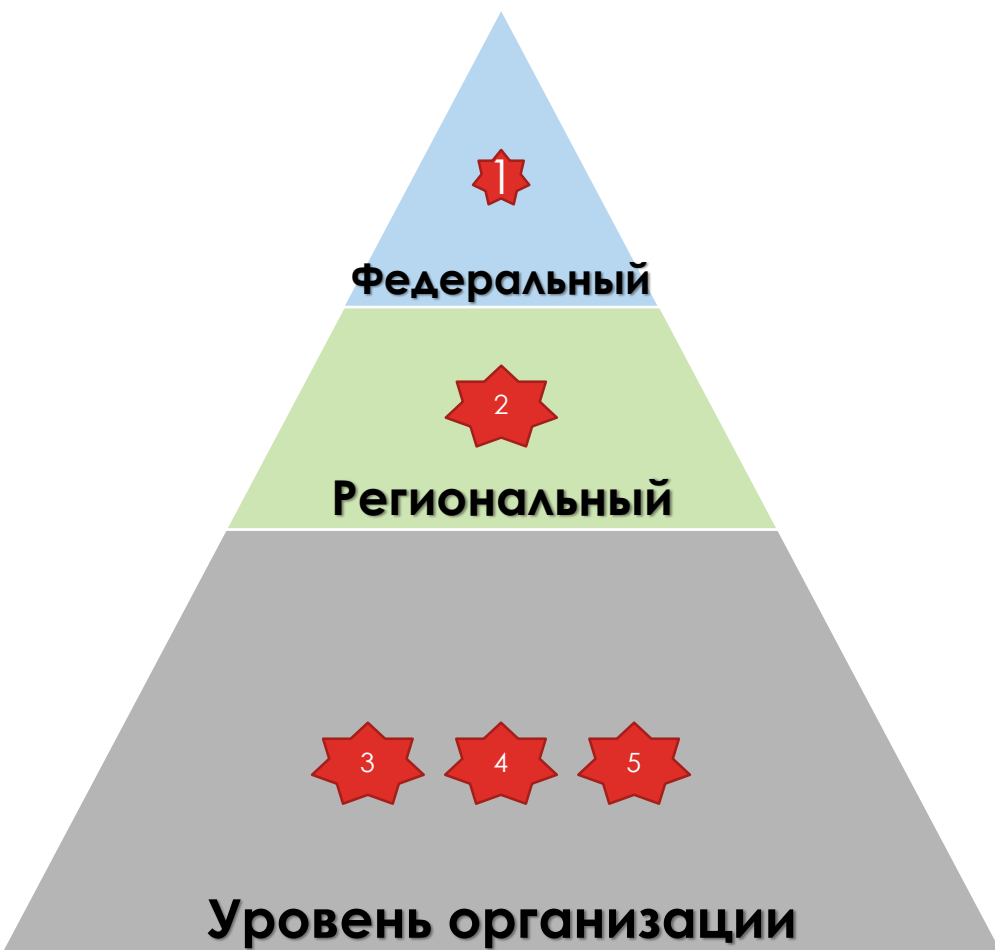 1
Федеральный
2
Региональный
3 4 5
Уровень организации